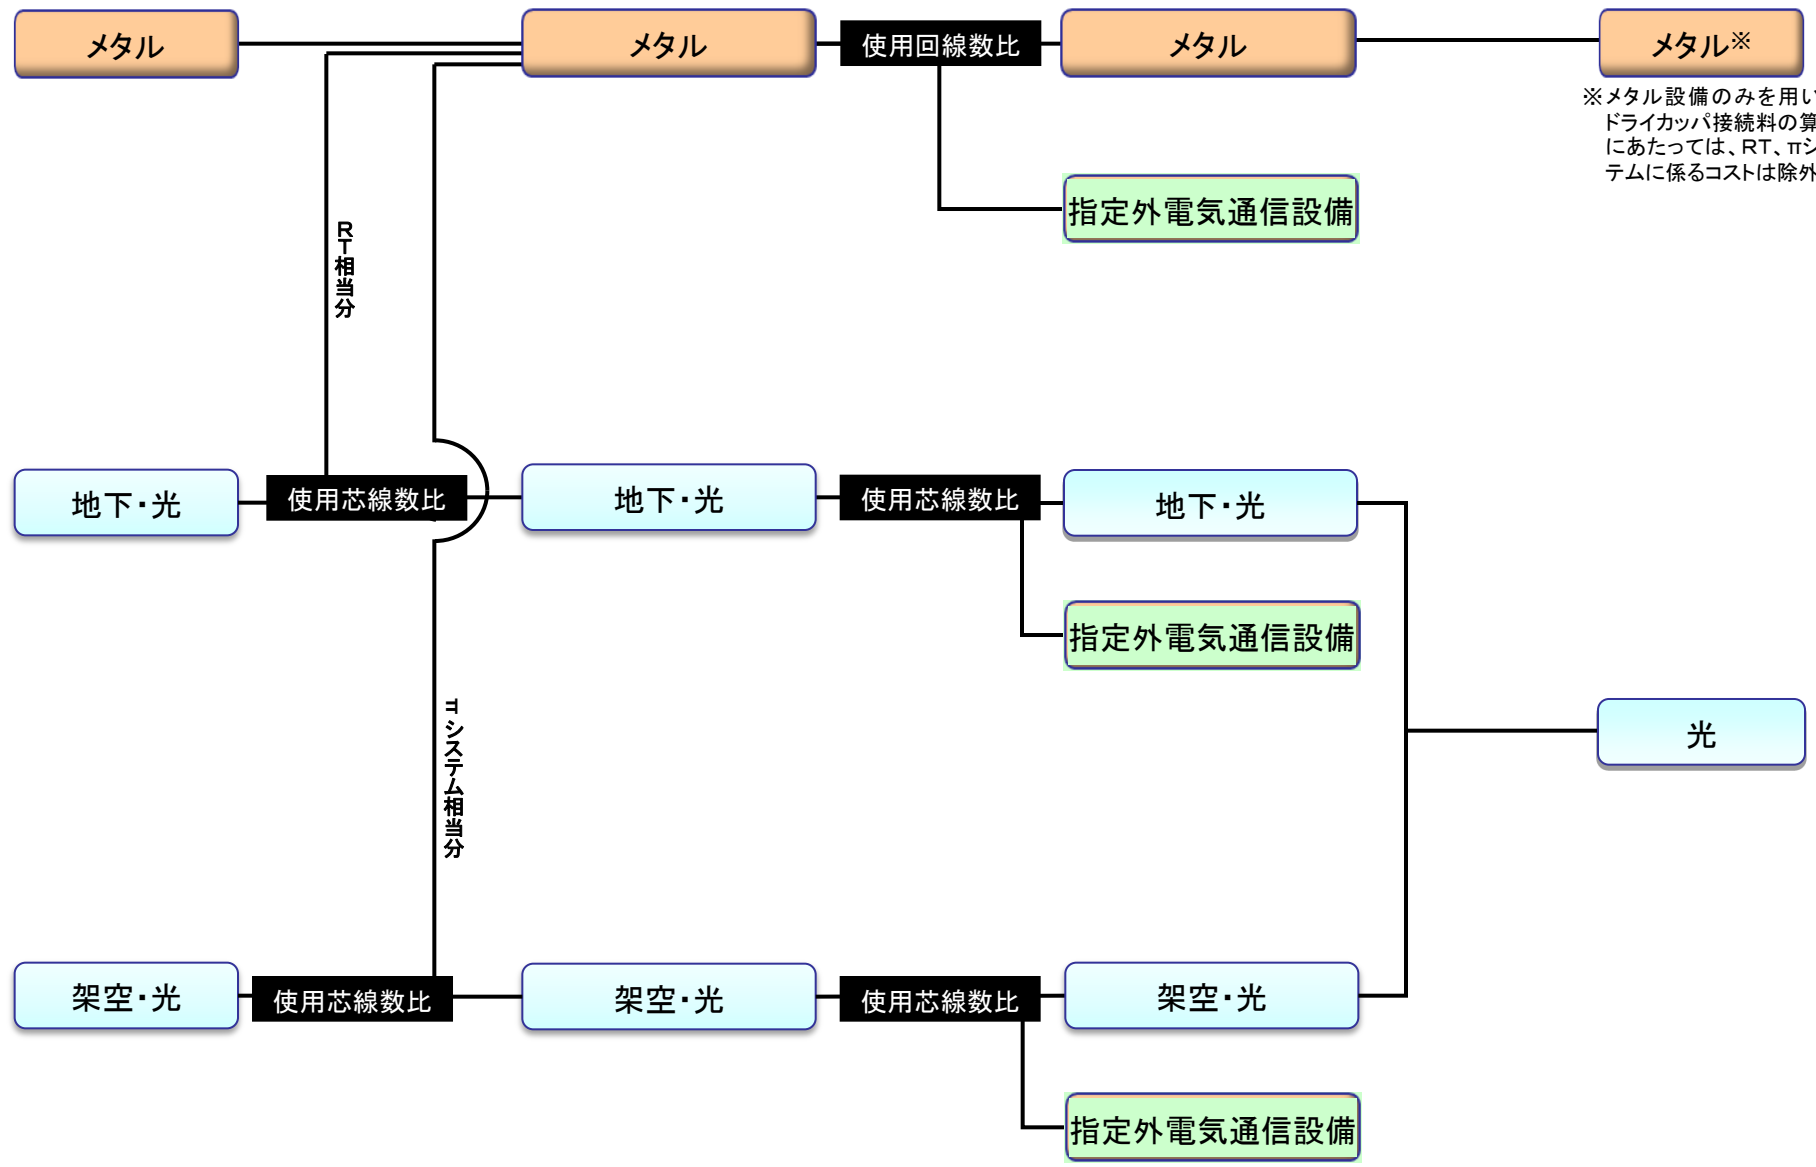 メタル
メタル
使用回線数比
メタル
メタル※
※メタル設備のみを用い
ドライカッパ接続料の算
にあたっては、RT、πシ
テムに係るコストは除外
指定外電気通信設備
RT相当分
地下・光
使用芯線数比
地下・光
使用芯線数比
地下・光
指定外電気通信設備
πシステム相当分
光
架空・光
使用芯線数比
架空・光
使用芯線数比
架空・光
指定外電気通信設備